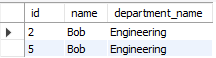 id name department_name
2 Bob Engineering
5 Bob Engineering